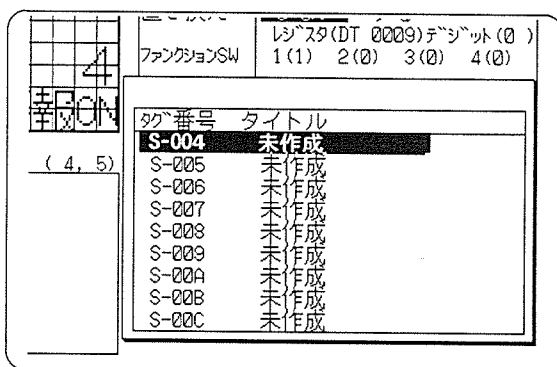 レジスタ(DT 0009)デジット(0 )
ファンクションSW 1(1) 2(0) 3(0) 4(0)
4
ON
(4, 5)
タグ番号 タイトル
S-004 未作成
S-005 未作成
S-006 未作成
S-007 未作成
S-008 未作成
S-009 未作成
S-00A 未作成
S-00B 未作成
S-00C 未作成